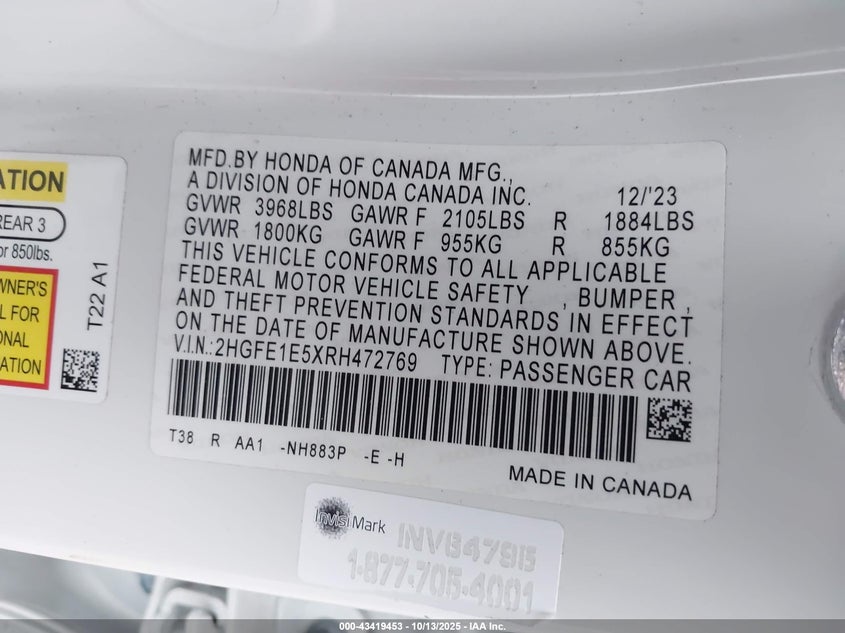 ATION
REAR 3
or 850lbs.
WNER'S
L FOR
ONAL
ATION
T22 A1
MFD.BY HONDA OF CANADA MFG.,
A DIVISION OF HONDA CANADA INC. 12/'23
GVWR 3968LBS GAWR F 2105LBS R 1884LBS
GVWR 1800KG GAWR F 955KG R 855KG
THIS VEHICLE CONFORMS TO ALL APPLICABLE
FEDERAL MOTOR VEHICLE SAFETY , BUMPER ,
AND THEFT PREVENTION STANDARDS IN EFFECT
ON THE DATE OF MANUFACTURE SHOWN ABOVE.
V.I.N.:2HGFE1E5XRH472769 TYPE: PASSENGER CAR
T38 R AA1 -NH883P -E -H
MADE IN CANADA
InvisiMark
INVB4795
1-877-705-4001
000-43419453 - 10/13/2025 - IAA Inc.